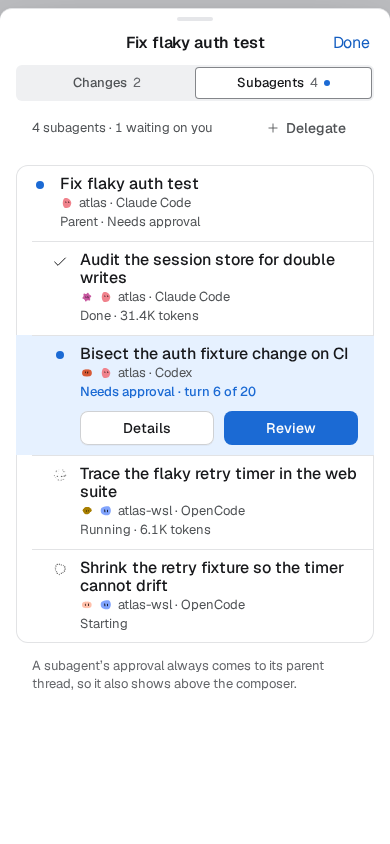 Fix flaky auth test
Done
Changes 2
Subagents 4
4 subagents · 1 waiting on you
Delegate
Fix flaky auth test
atlas · Claude Code
Parent · Needs approval
Audit the session store for double
writes
atlas · Claude Code
Done · 31.4K tokens
Bisect the auth fixture change on CI
atlas · Codex
Needs approval · turn 6 of 20
Details
Review
Trace the flaky retry timer in the web
suite
atlas-wsl · OpenCode
Running · 6.1K tokens
Shrink the retry fixture so the timer
cannot drift
atlas-wsl · OpenCode
Starting
A subagent’s approval always comes to its parent
thread, so it also shows above the composer.